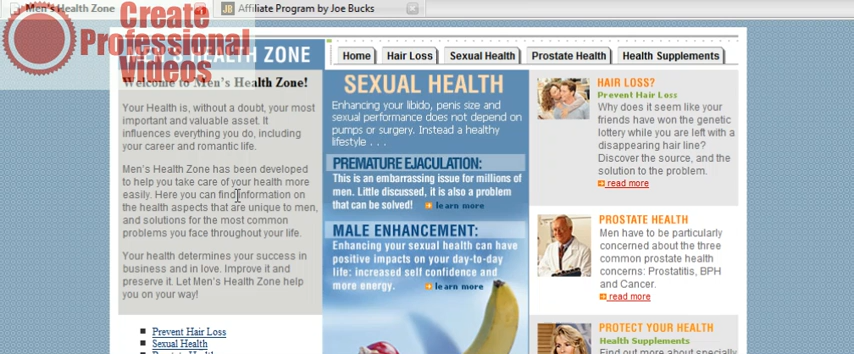 Men's Health Zone
Affiliate Program by Joe Bucks
Create
Professional
Videos
MEN'S HEALTH ZONE
Home
Hair Loss
Sexual Health
Prostate Health
Health Supplements
Welcome to Men's Health Zone!
Your Health is, without a doubt, your most
important and valuable asset. It
influences everything you do, including
your career and romantic life.
Men's Health Zone has been developed
to help you take care of your health more
easily. Here you can find information on
the health aspects that are unique to men,
and solutions for the most common
problems you face throughout your life.
Your health determines your success in
business and in love. Improve it and
preserve it. Let Men's Health Zone help
you on your way!
Prevent Hair Loss
Sexual Health
SEXUAL HEALTH
Enhancing your libido, penis size and
sexual performance does not depend on
pumps or surgery. Instead a healthy
lifestyle . . .
PREMATURE EJACULATION:
This is an embarrassing issue for millions of
men. Little discussed, it is also a problem
that can be solved!
learn more
MALE ENHANCEMENT:
Enhancing your sexual health can have
positive impacts on your day-to-day
life: increased self confidence and
more energy.
learn more
HAIR LOSS?
Prevent Hair Loss
Why does it seem like your
friends have won the genetic
lottery while you are left with a
disappearing hair line?
Discover the source, and the
solution to the problem.
read more
PROSTATE HEALTH
Men have to be particularly
concerned about the three
common prostate health
concerns: Prostatitis, BPH
and Cancer.
read more
PROTECT YOUR HEALTH
Health Supplements
Find out more about